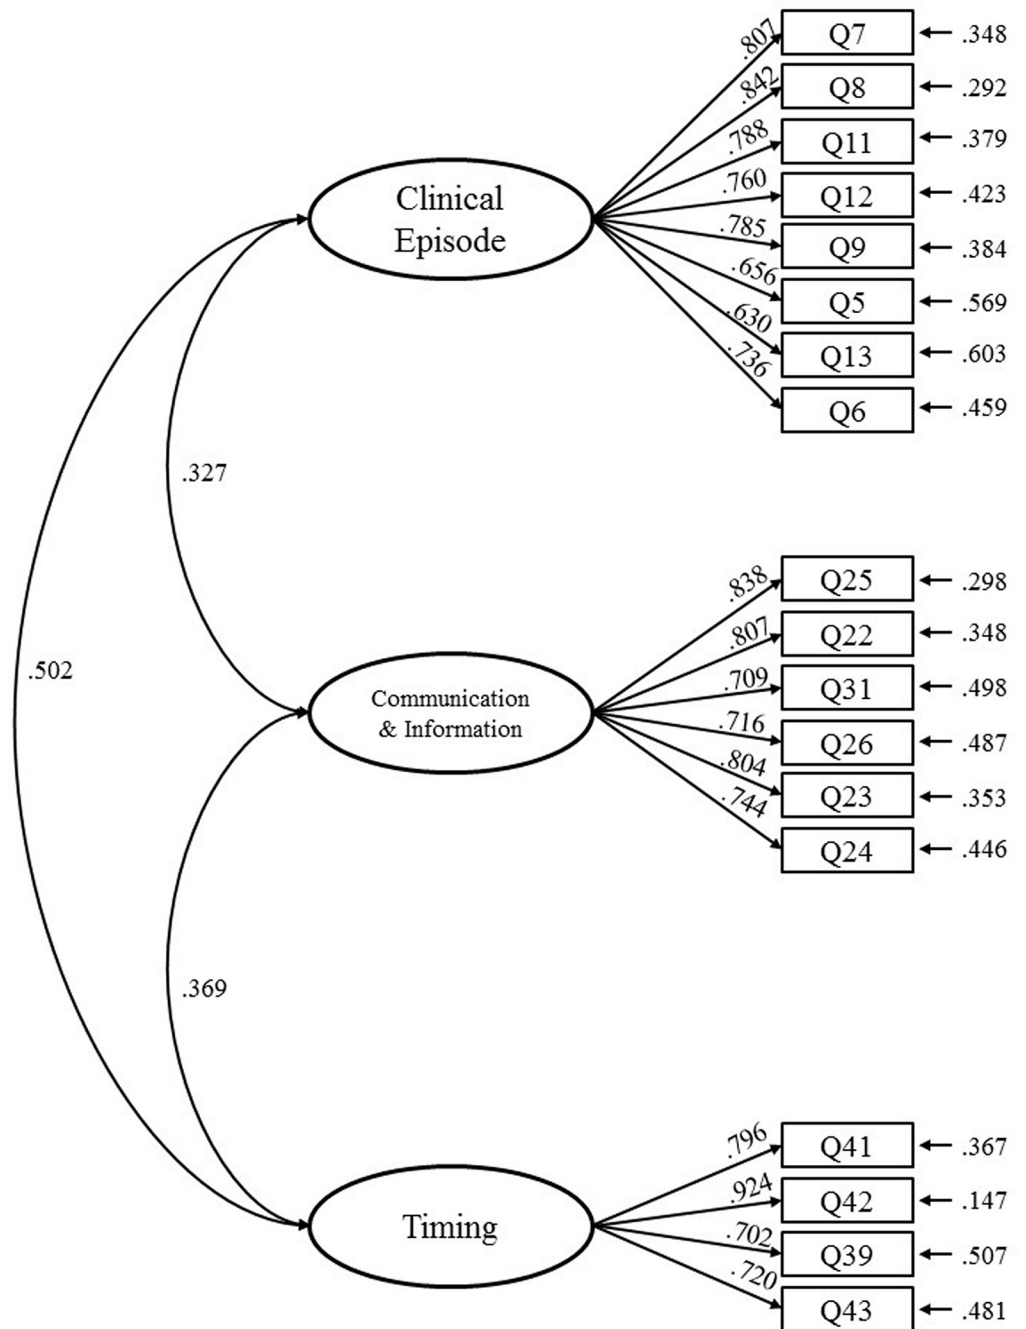 .807
Q7
.348
.842
Q8
.292
.788
Q11
.379
.760
Q12
.423
.785
Q9
.384
.656
Q5
.569
.630
Q13
.603
.736
Q6
.459
Clinical
Episode
.327
.502
.838
Q25
.298
.807
Q22
.348
.709
Q31
.498
.716
Q26
.487
.804
Q23
.353
.744
Q24
.446
Communication
& Information
.369
.796
Q41
.367
.924
Q42
.147
.702
Q39
.507
.720
Q43
.481
Timing